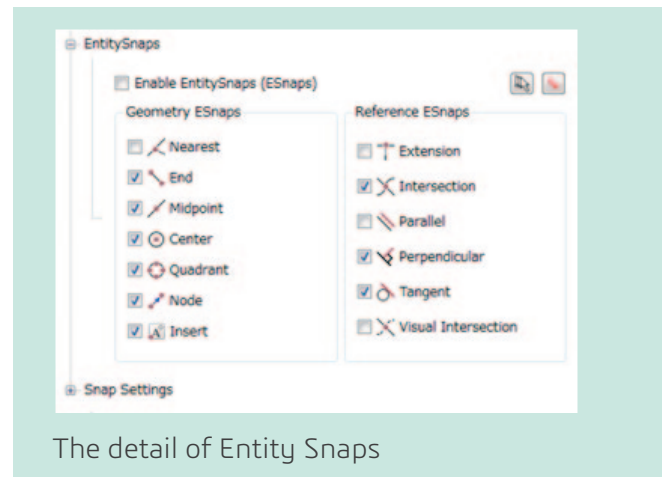 EntitySnaps
Enable EntitySnaps (ESnaps)
Geometry ESnaps
Nearest
End
Midpoint
Center
Quadrant
Node
Insert
Reference ESnaps
Extension
Intersection
Parallel
Perpendicular
Tangent
Visual Intersection
Snap Settings
The detail of Entity Snaps